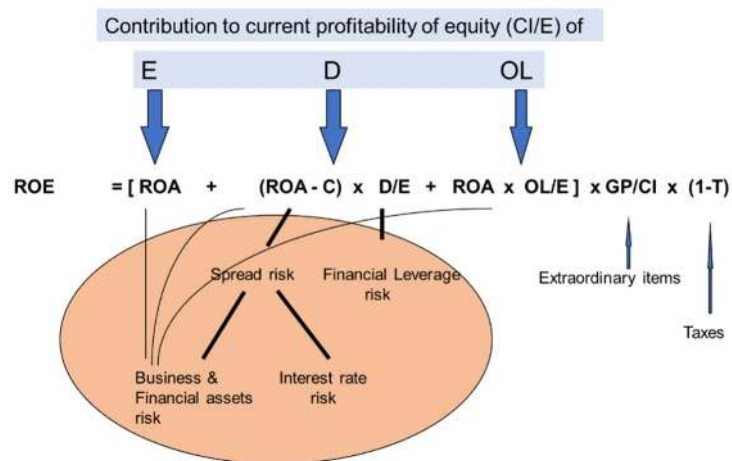 Contribution to current profitability of equity (CI/E) of
E D OL
ROE = [ ROA + (ROA - C) x D/E + ROA x OL/E ] x GP/CI x (1-T)
Spread risk
Financial Leverage
risk
Extraordinary items
Taxes
Business &
Financial assets
risk
Interest rate
risk